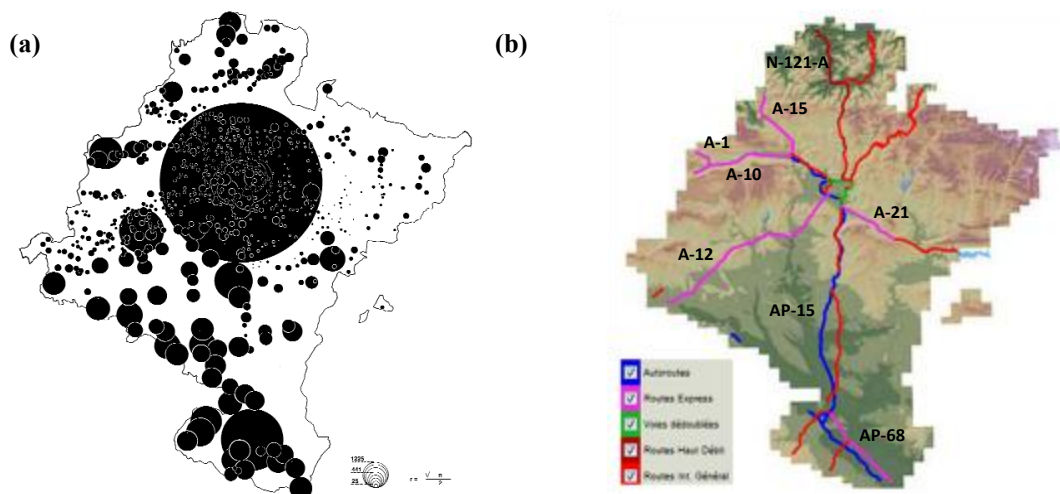 (a)
1225
441
25
(b)
N-121-A
A-15
A-1
A-10
A-21
A-12
AP-15
AP-68
Autoroutes
Routes Express
Voies dédoublées
Routes Haut Débit
Routes Int. Général